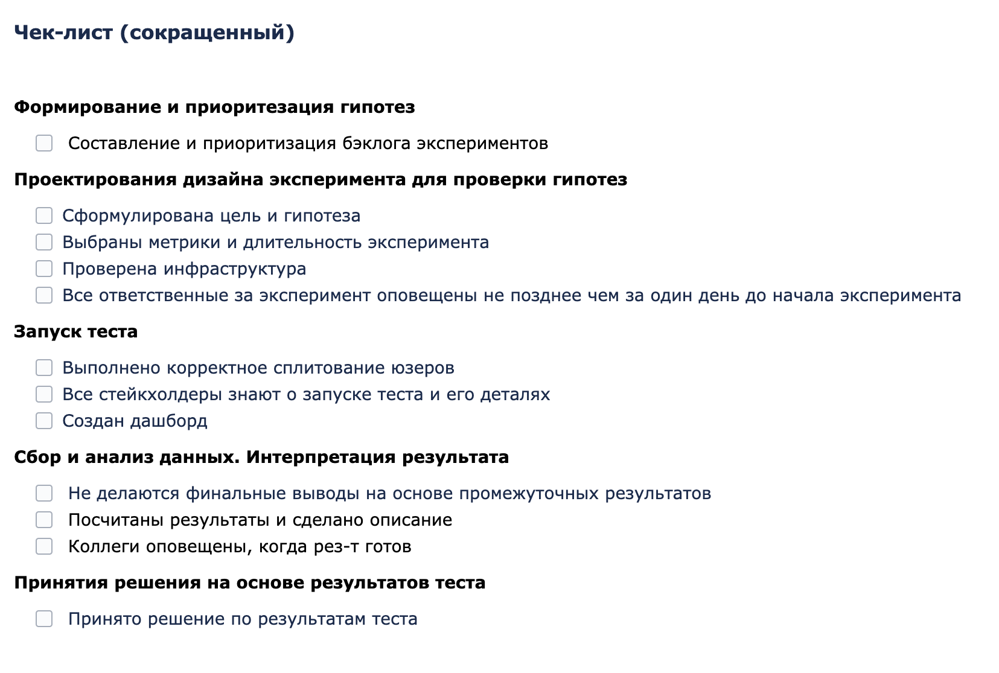 Чек-лист (сокращенный)
Формирование и приоритезация гипотез
Составление и приоритизация бэклога экспериментов
Проектирования дизайна эксперимента для проверки гипотез
Сформулирована цель и гипотеза
Выбраны метрики и длительность эксперимента
Проверена инфраструктура
Все ответственные за эксперимент оповещены не позднее чем за один день до начала эксперимента
Запуск теста
Выполнено корректное сплитование юзеров
Все стейкхолдеры знают о запуске теста и его деталях
Создан дашборд
Сбор и анализ данных. Интерпретация результата
Не делаются финальные выводы на основе промежуточных результатов
Посчитаны результаты и сделано описание
Коллеги оповещены, когда рез-т готов
Принятия решения на основе результатов теста
Принято решение по результатам теста